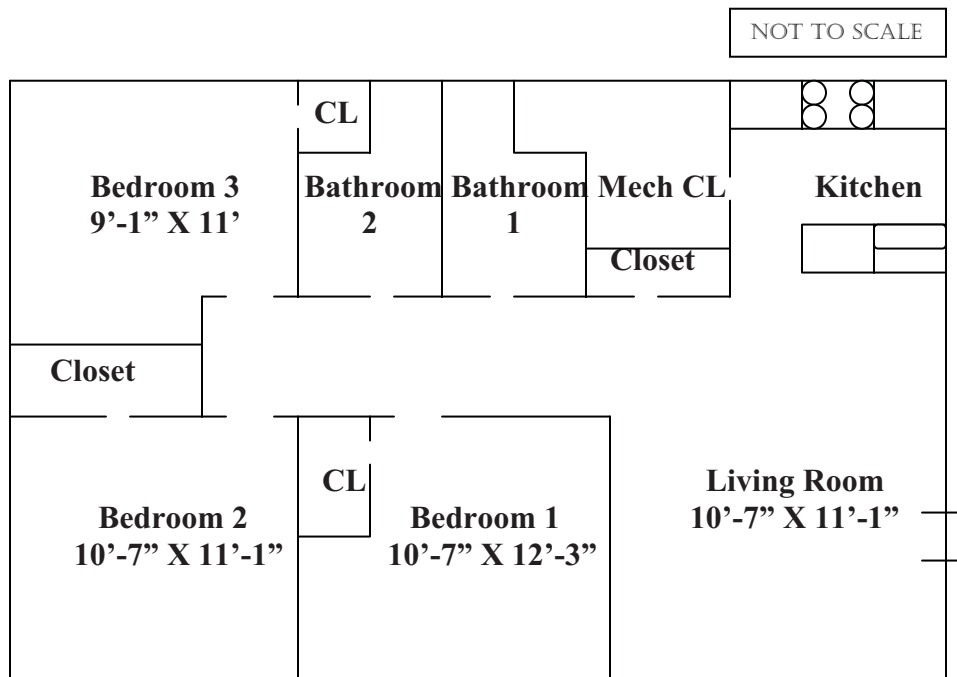 NOT TO SCALE
CL
Bedroom 3
9’-1” X 11’
Bathroom
2
Bathroom
1
Mech CL
Kitchen
Closet
Closet
CL
Bedroom 2
10’-7” X 11’-1”
Bedroom 1
10’-7” X 12’-3”
Living Room
10’-7” X 11’-1”